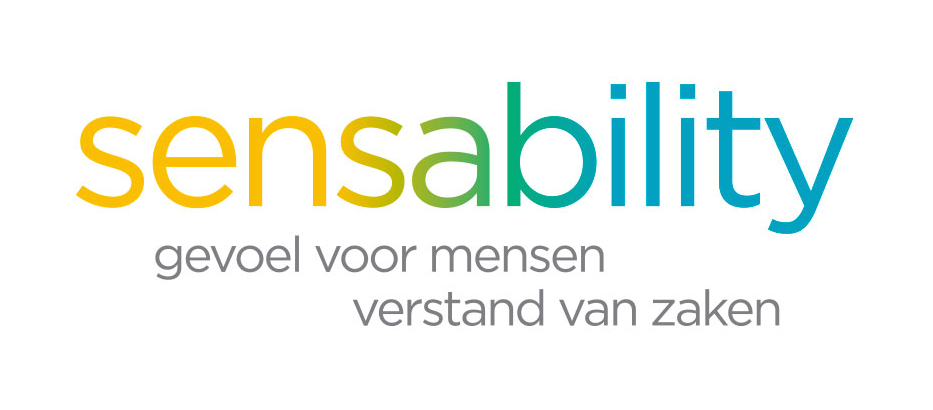 sensability
gevoel voor mensen
verstand van zaken